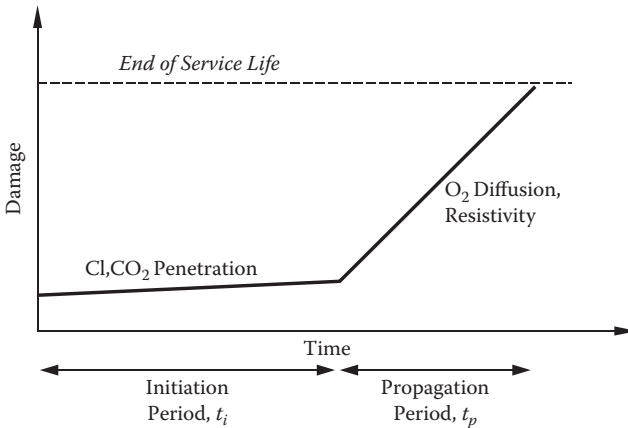 End of Service Life
Damage
O₂ Diffusion,
Resistivity
Cl,CO₂ Penetration
Time
Initiation
Period, tᵢ
Propagation
Period, tₚ